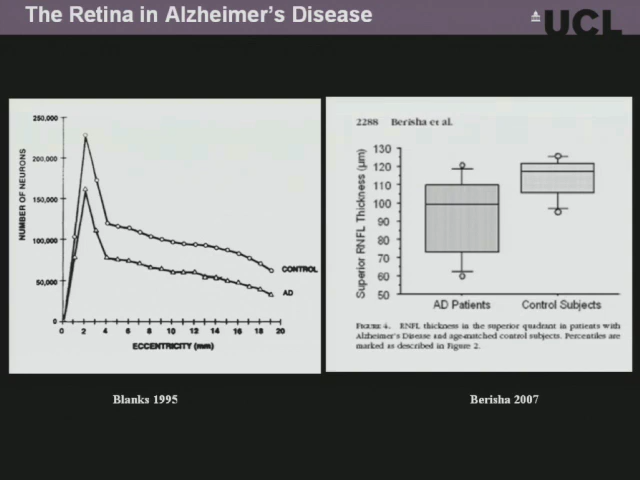 The Retina in Alzheimer's Disease
UCL
250,000
200,000
150,000
100,000
50,000
0
NUMBER OF NEURONS
CONTROL
AD
0 2 4 6 8 10 12 14 16 18 20
ECCENTRICITY (mm)
Blanks 1995
2288 Berisha et al.
Superior RNFL Thickness (μm)
130
120
110
100
90
80
70
60
50
AD Patients Control Subjects
FIGURE 4. RNFL thickness in the superior quadrant in patients with
Alzheimer's Disease and age-matched control subjects. Percentiles are
marked as described in Figure 2.
Berisha 2007